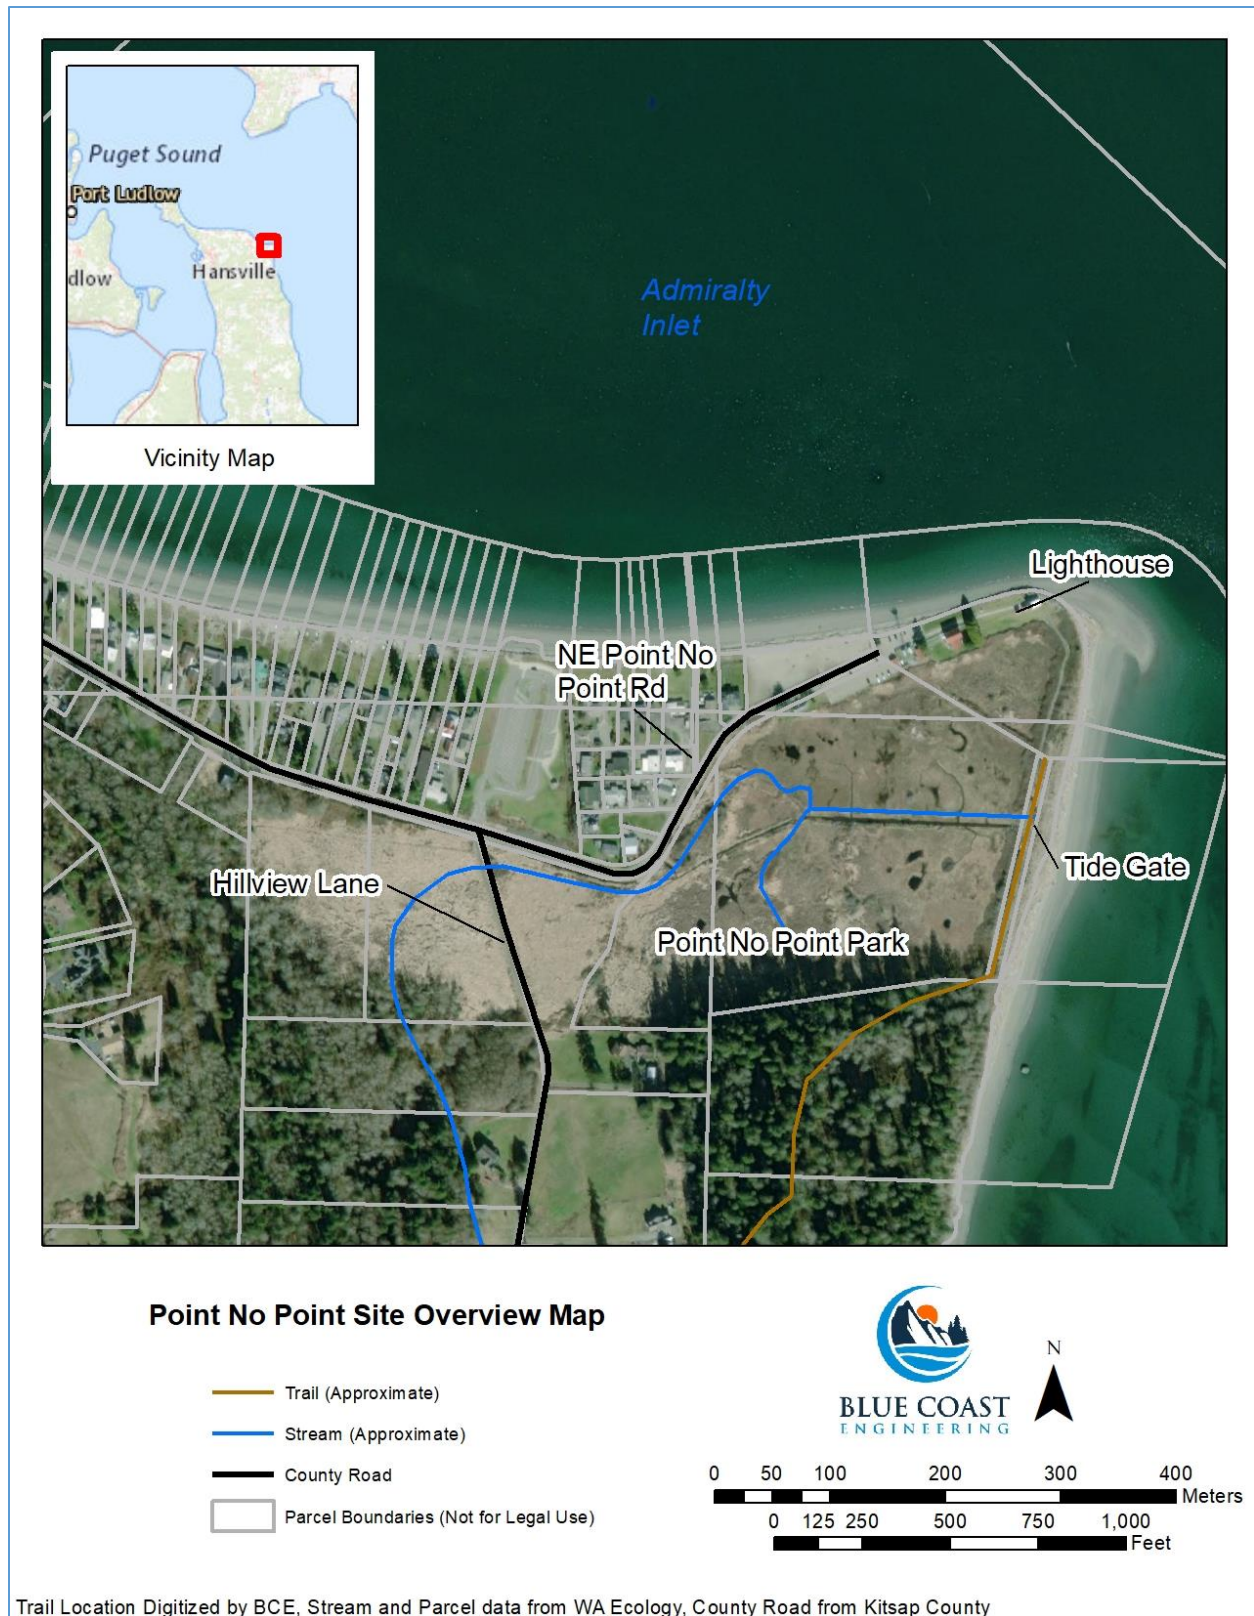 Puget Sound
Port Ludlow
dlow
Hansville
Vicinity Map
Admiralty
Inlet
Lighthouse
NE Point No
Point Rd
Hillview Lane
Tide Gate
Point No Point Park
Point No Point Site Overview Map
Trail (Approximate)
Stream (Approximate)
County Road
Parcel Boundaries (Not for Legal Use)
BLUE COAST
ENGINEERING
N
0 50 100 200 300 400
Meters
0 125 250 500 750 1,000
Feet
Trail Location Digitized by BCE, Stream and Parcel data from WA Ecology, County Road from Kitsap County